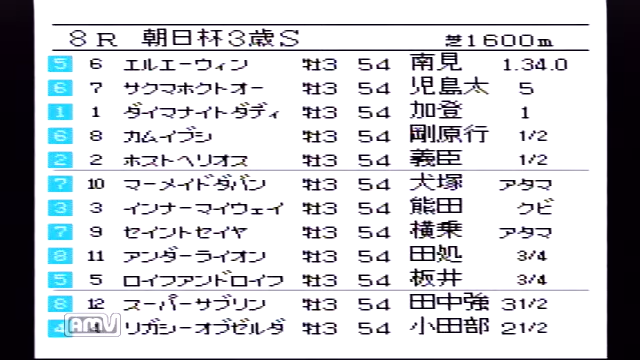 8R 朝日杯3歳S 芝1600m
5 6 エルエーウィン 牡3 54 南見 1.34.0
6 7 サクマホクトオー 牡3 54 児島太 5
1 1 ダイマナイトダディ 牡3 54 加登 1
6 8 カムイブシ 牡3 54 剛原行 1/2
2 2 ホストヘリオス 牡3 54 義臣 1/2
7 10 マーメイドダバン 牡3 54 犬塚 アタマ
3 3 インナーマイウェイ 牡3 54 熊田 クビ
7 9 セイントセイヤ 牡3 54 横乗 アタマ
8 11 アンダーライオン 牡3 54 田処 3/4
5 5 ロイフアンドロイフ 牡3 54 板井 3/4
8 12 スーパーサブリン 牡3 54 田中強 3 1/2
4 4 リガシーオブゼルダ 牡3 54 小田部 2 1/2
AMV